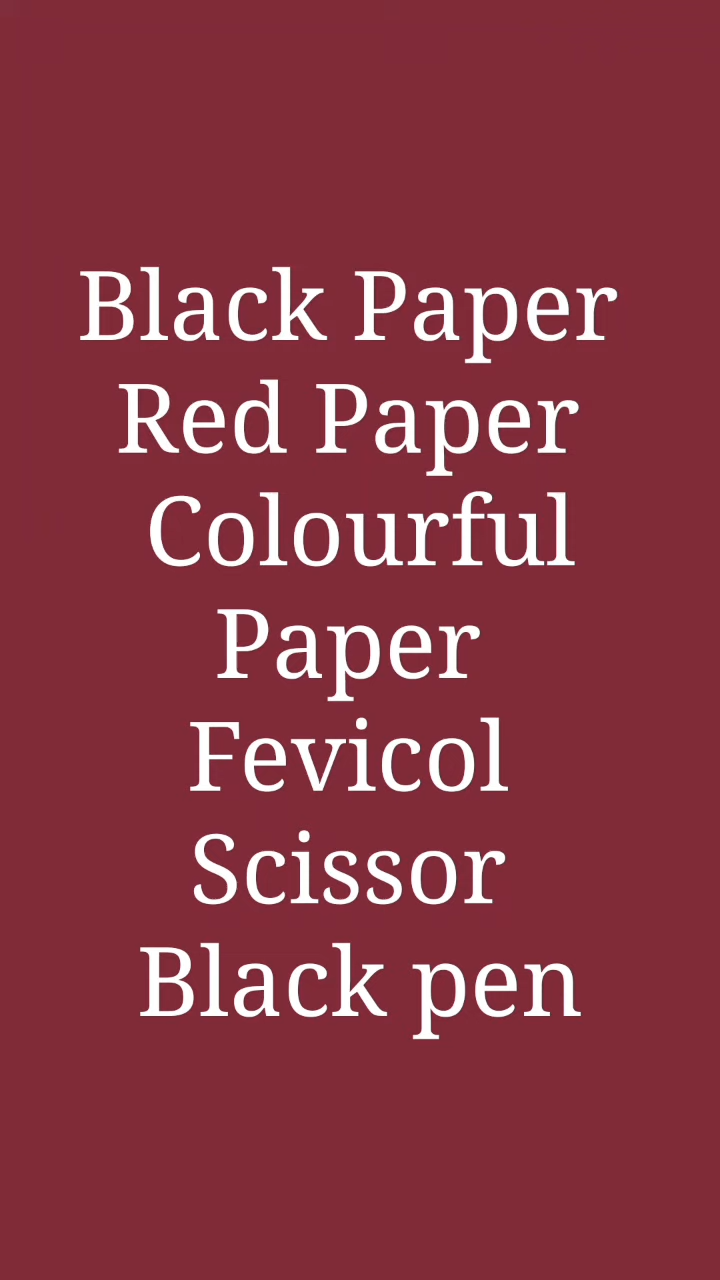 Black Paper
Red Paper
Colourful
Paper
Fevicol
Scissor
Black pen